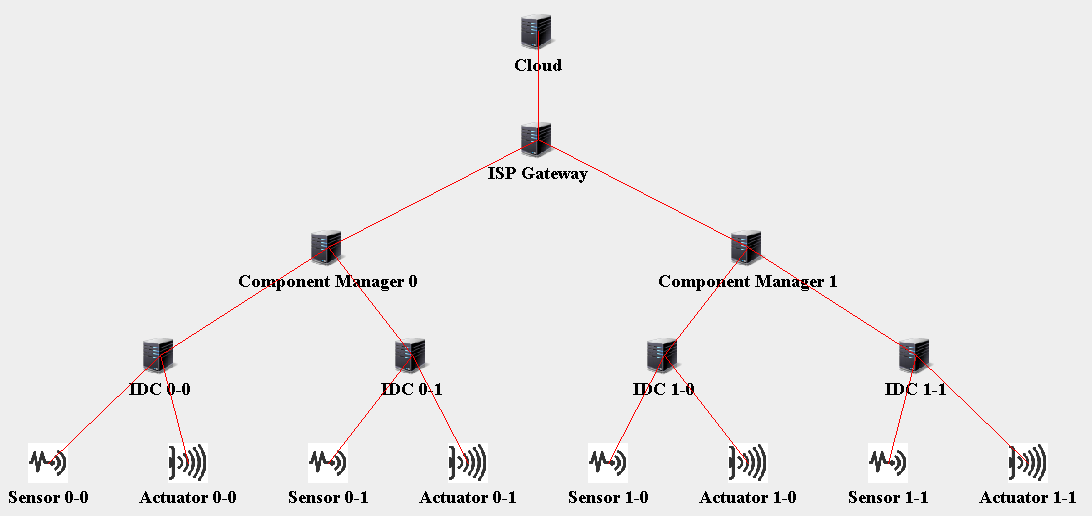 Cloud
ISP Gateway
Component Manager 0
Component Manager 1
IDC 0-0
IDC 0-1
IDC 1-0
IDC 1-1
Sensor 0-0
Actuator 0-0
Sensor 0-1
Actuator 0-1
Sensor 1-0
Actuator 1-0
Sensor 1-1
Actuator 1-1